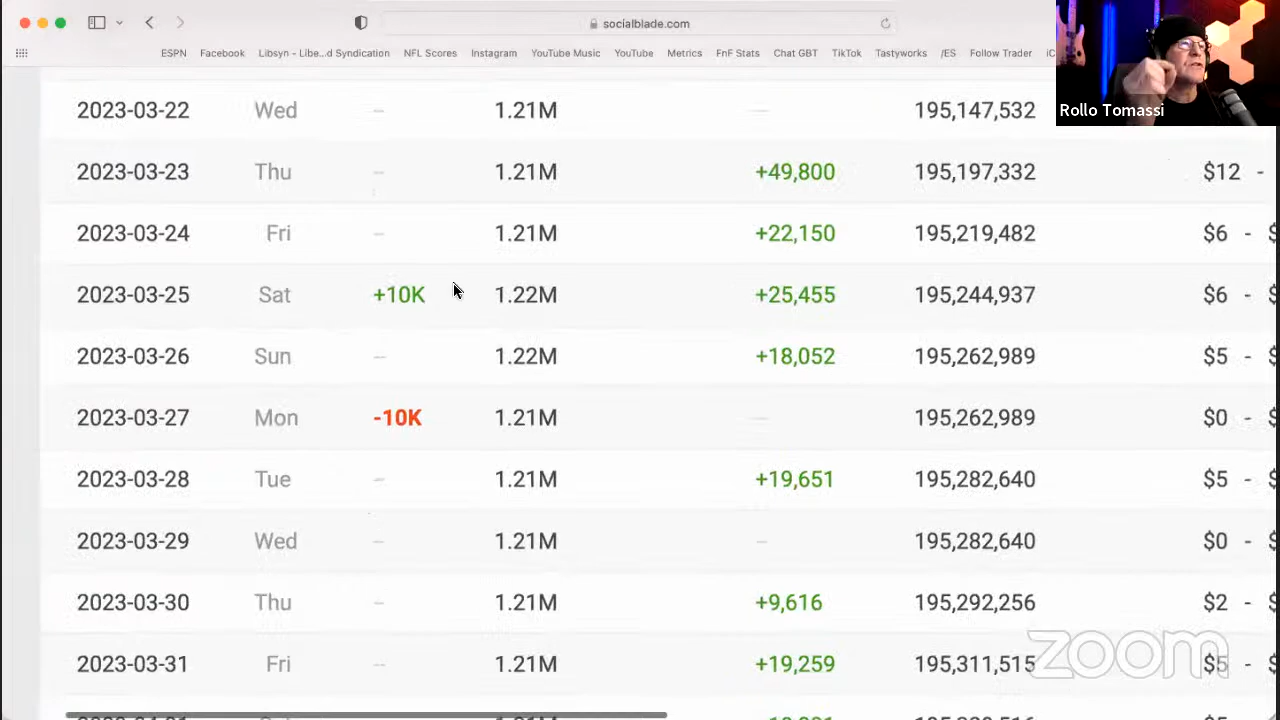 socialblade.com
ESPN Facebook Libsyn - Libe...d Syndication NFL Scores Instagram YouTube Music YouTube Metrics FnF Stats Chat GBT TikTok Tastyworks /ES Follow Trader
Rollo Tomassi
2023-03-22 Wed -- 1.21M -- 195,147,532
2023-03-23 Thu -- 1.21M +49,800 195,197,332 $12 -
2023-03-24 Fri -- 1.21M +22,150 195,219,482 $6 - $
2023-03-25 Sat +10K 1.22M +25,455 195,244,937 $6 - $
2023-03-26 Sun -- 1.22M +18,052 195,262,989 $5 - $
2023-03-27 Mon -10K 1.21M -- 195,262,989 $0 - $
2023-03-28 Tue -- 1.21M +19,651 195,282,640 $5 - $
2023-03-29 Wed -- 1.21M -- 195,282,640 $0 - $
2023-03-30 Thu -- 1.21M +9,616 195,292,256 $2 - $
2023-03-31 Fri -- 1.21M +19,259 195,311,515 $5 - $
zoom